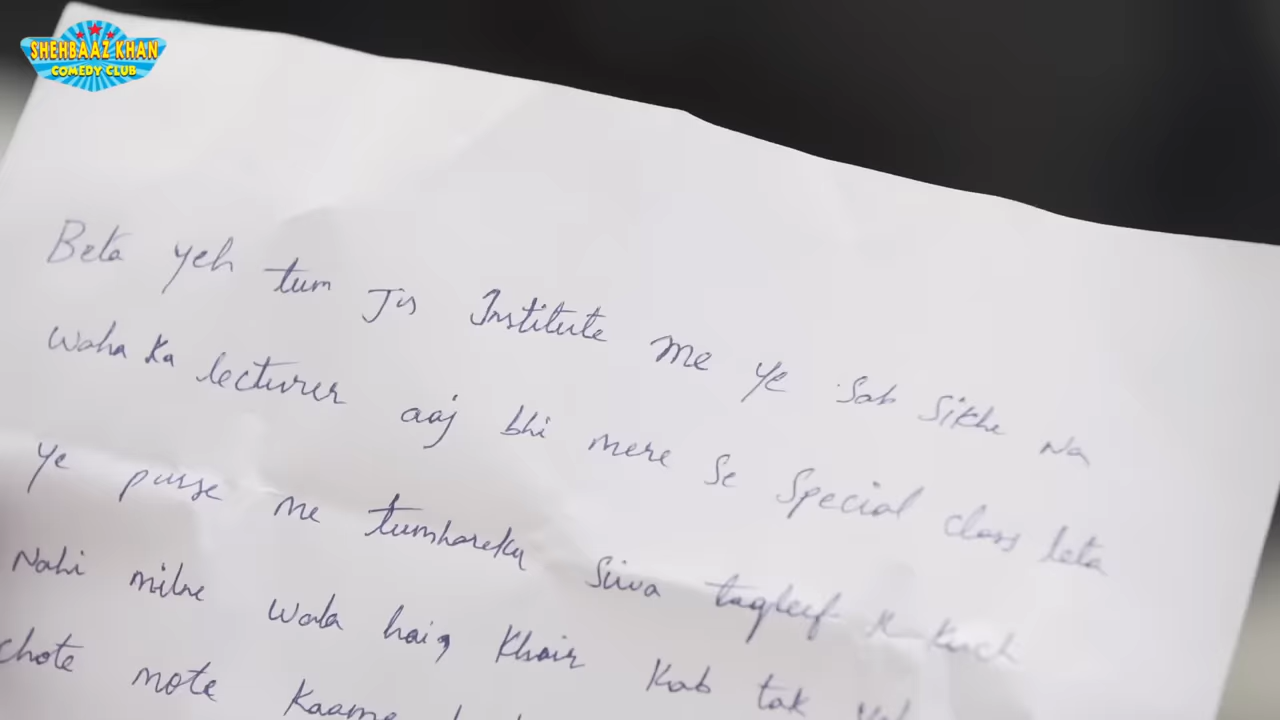 SHEHBAAZ KHAN
COMEDY CLUB
Beta yeh tum Jis Institute me ye sab sikhe na
waha ka lecturer aaj bhi mere se special class leta
ye purse me tumhareku siwa taqleef k kuch
Nahi milne wala hai, khair kab tak yeh
chote mote kaame